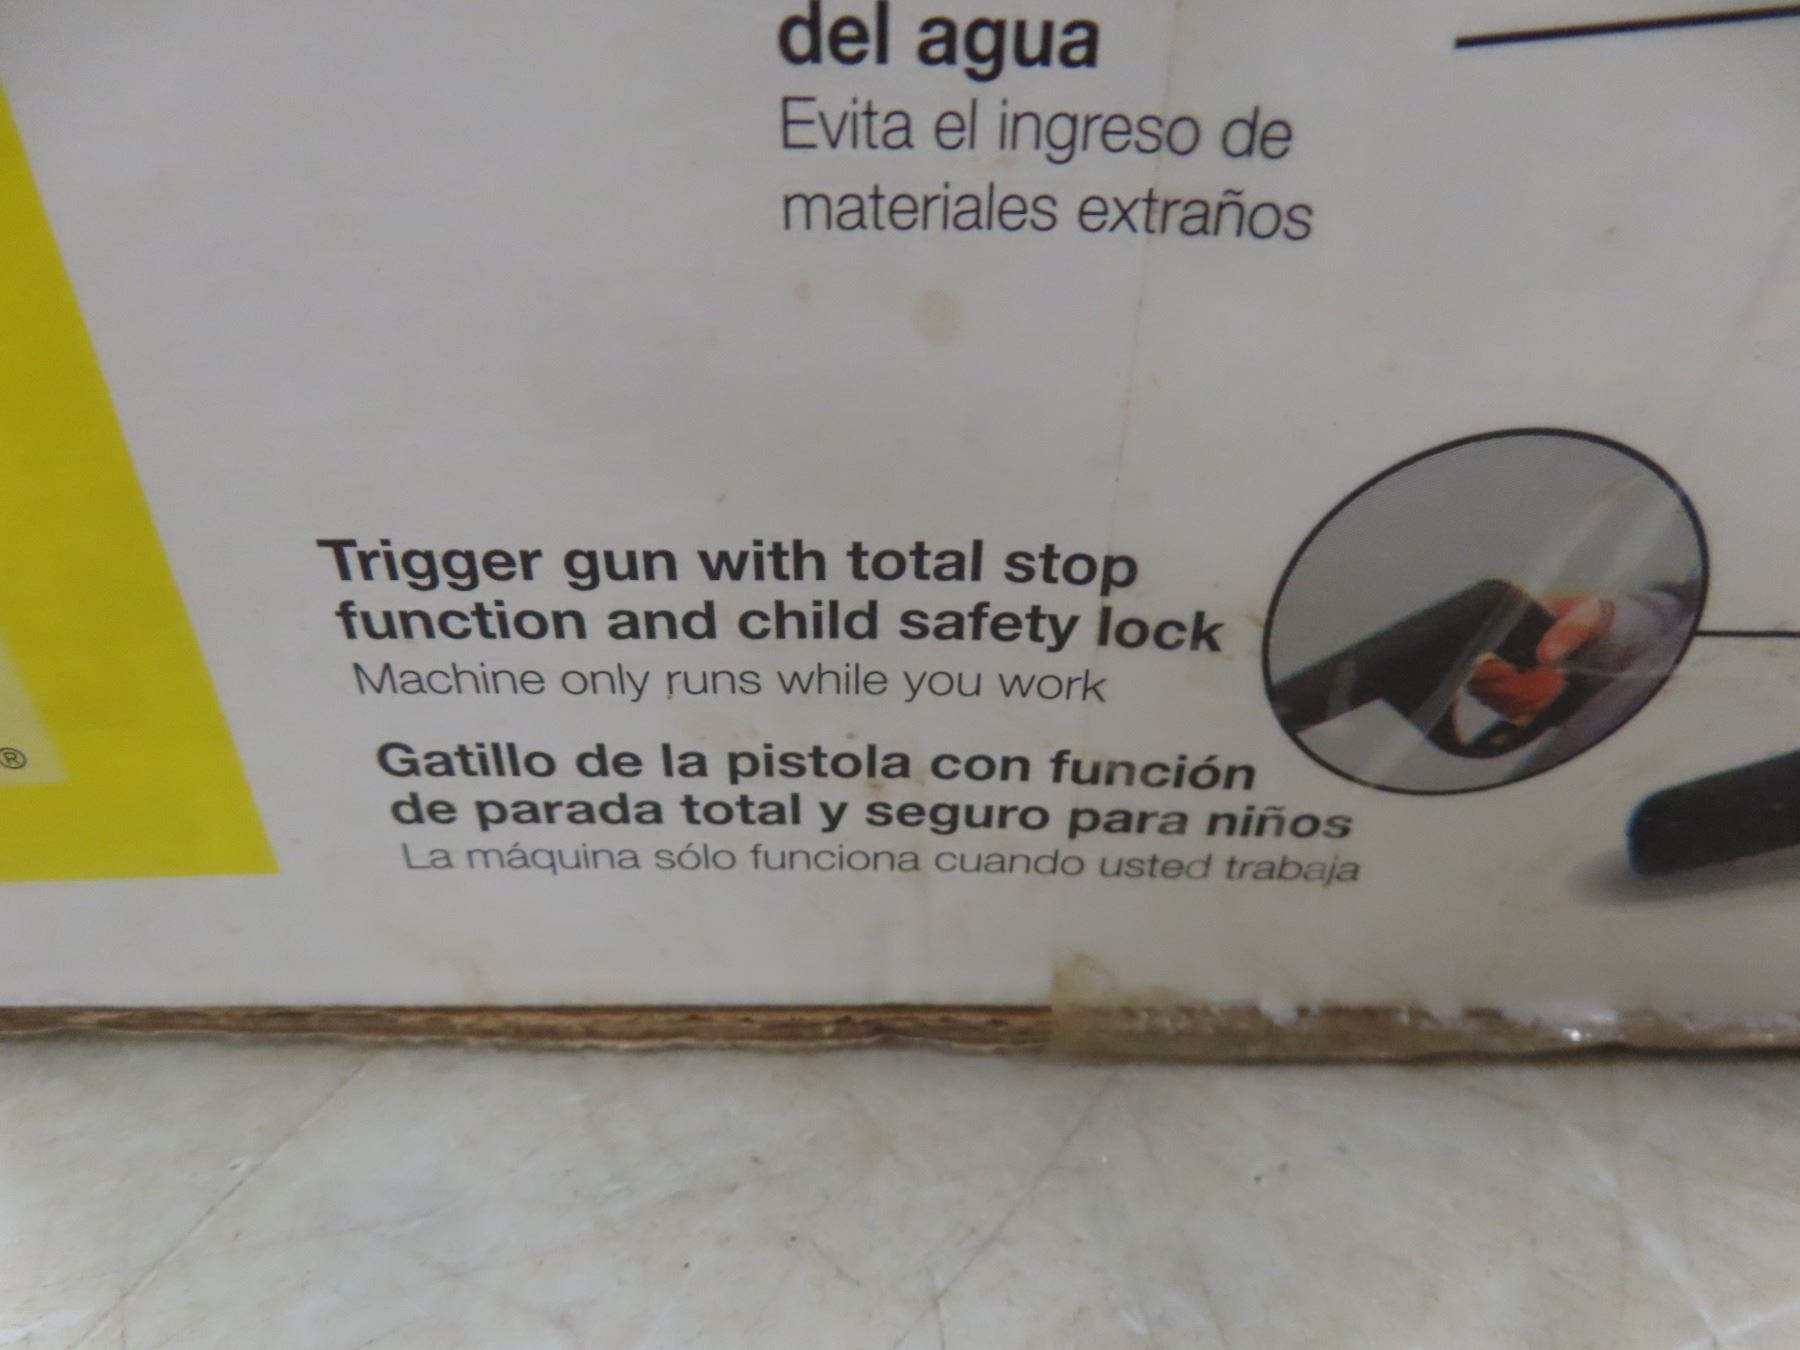 del agua
Evita el ingreso de
materiales extraños
Trigger gun with total stop
function and child safety lock
Machine only runs while you work
Gatillo de la pistola con función
de parada total y seguro para niños
La máquina sólo funciona cuando usted trabaja
®